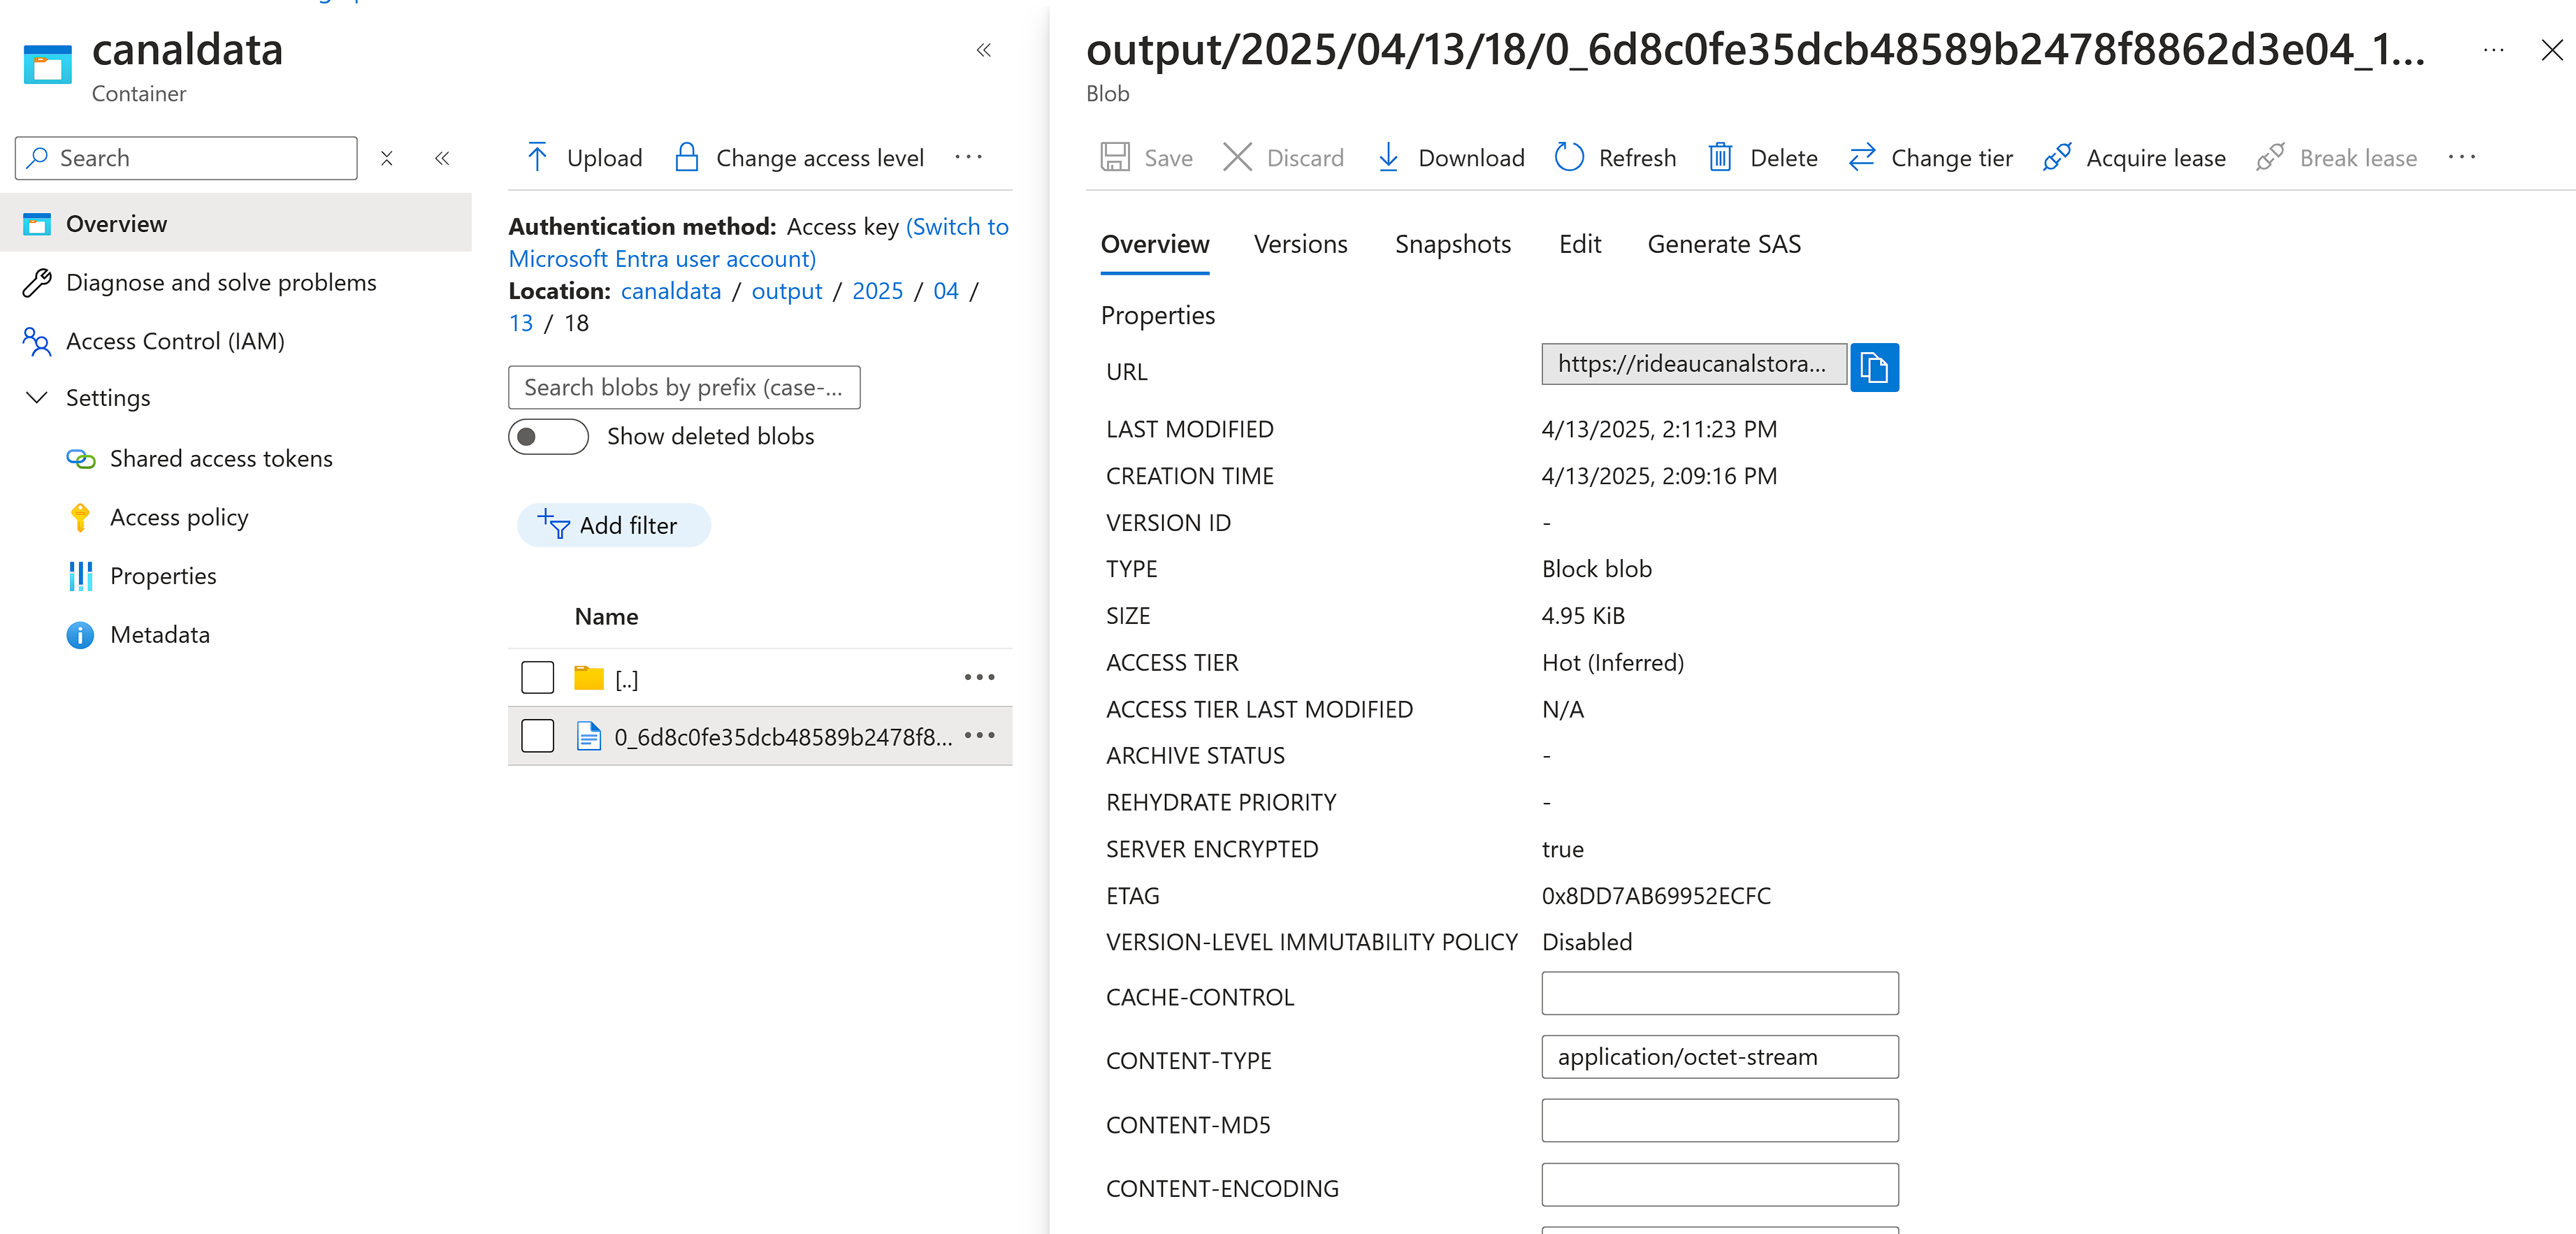 canaldata
Container
Search
Overview
Diagnose and solve problems
Access Control (IAM)
Settings
Shared access tokens
Access policy
Properties
Metadata
Upload
Change access level
Authentication method: Access key (Switch to
Microsoft Entra user account)
Location: canaldata / output / 2025 / 04 /
13 / 18
Search blobs by prefix (case-...
Show deleted blobs
Add filter
Name
[..]
0_6d8c0fe35dcb48589b2478f8...
output/2025/04/13/18/0_6d8c0fe35dcb48589b2478f8862d3e04_1...
Blob
Save
Discard
Download
Refresh
Delete
Change tier
Acquire lease
Break lease
Overview
Versions
Snapshots
Edit
Generate SAS
Properties
URL https://rideaucanalstora...
LAST MODIFIED 4/13/2025, 2:11:23 PM
CREATION TIME 4/13/2025, 2:09:16 PM
VERSION ID -
TYPE Block blob
SIZE 4.95 KiB
ACCESS TIER Hot (Inferred)
ACCESS TIER LAST MODIFIED N/A
ARCHIVE STATUS -
REHYDRATE PRIORITY -
SERVER ENCRYPTED true
ETAG 0x8DD7AB69952ECFC
VERSION-LEVEL IMMUTABILITY POLICY Disabled
CACHE-CONTROL
CONTENT-TYPE application/octet-stream
CONTENT-MD5
CONTENT-ENCODING